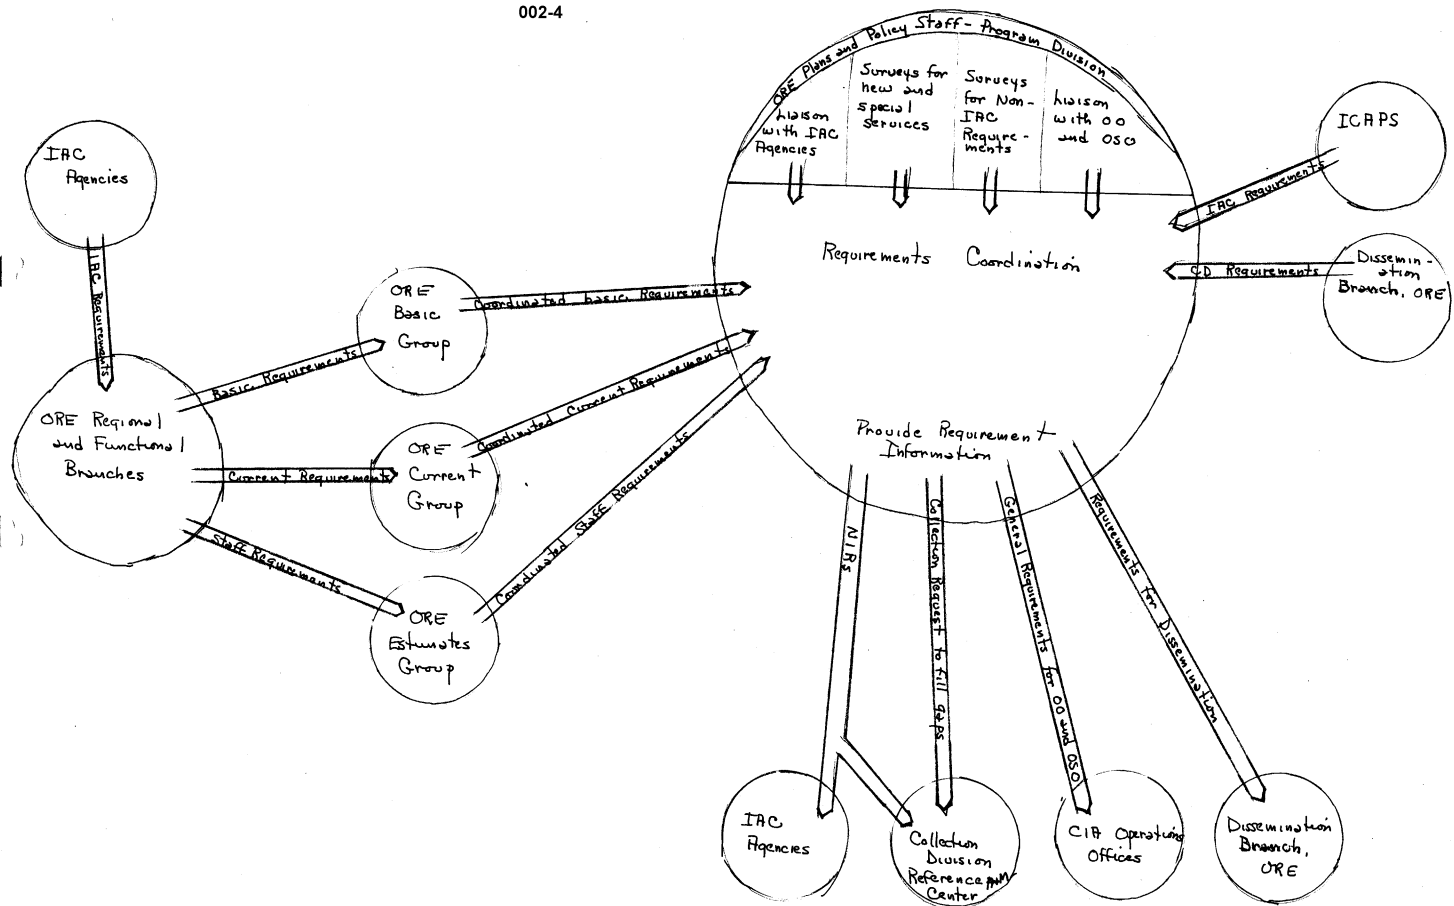 002-4
ORE Plans and Policy Staff - Program Division
Liaison
with IAC
Agencies
Surveys for
new and
special
services
Surveys
for Non-
IAC
Require-
ments
Liaison
with OO
and OSO
ICAPS
IAC Requirements
Dissemin-
ation
Branch, ORE
CD Requirements
Requirements Coordination
IAC
Agencies
IAC Requirements
ORE Regional
and Functional
Branches
Basic Requirements
Current Requirements
Staff Requirements
ORE
Basic
Group
ORE
Current
Group
ORE
Estimates
Group
Coordinated basic Requirements
Coordinated Current Requirements
Coordinated Staff Requirements
Provide Requirement
Information
NIRs
Collection Request to fill gaps
General Requirements for OO and OSO
Requirements for Dissemination
IAC
Agencies
Collection
Division
Reference
Center
CIA Operations
Offices
Dissemination
Branch,
ORE